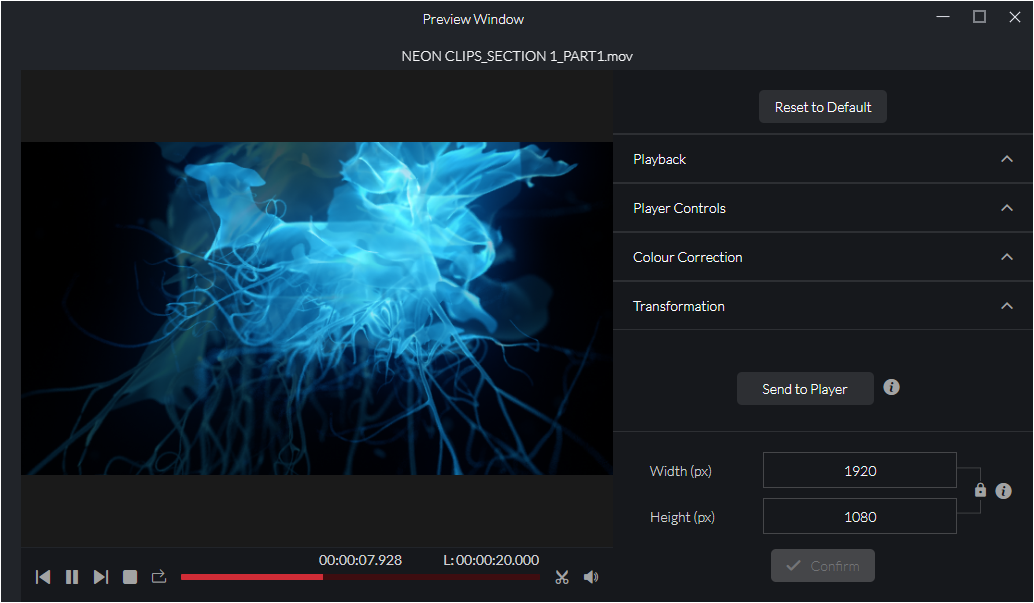 Preview Window
NEON CLIPS_SECTION 1_PART1.mov
Reset to Default
Playback
Player Controls
Colour Correction
Transformation
Send to Player
Width (px)
1920
Height (px)
1080
Confirm
00:00:07.928
L: 00:00:20.000